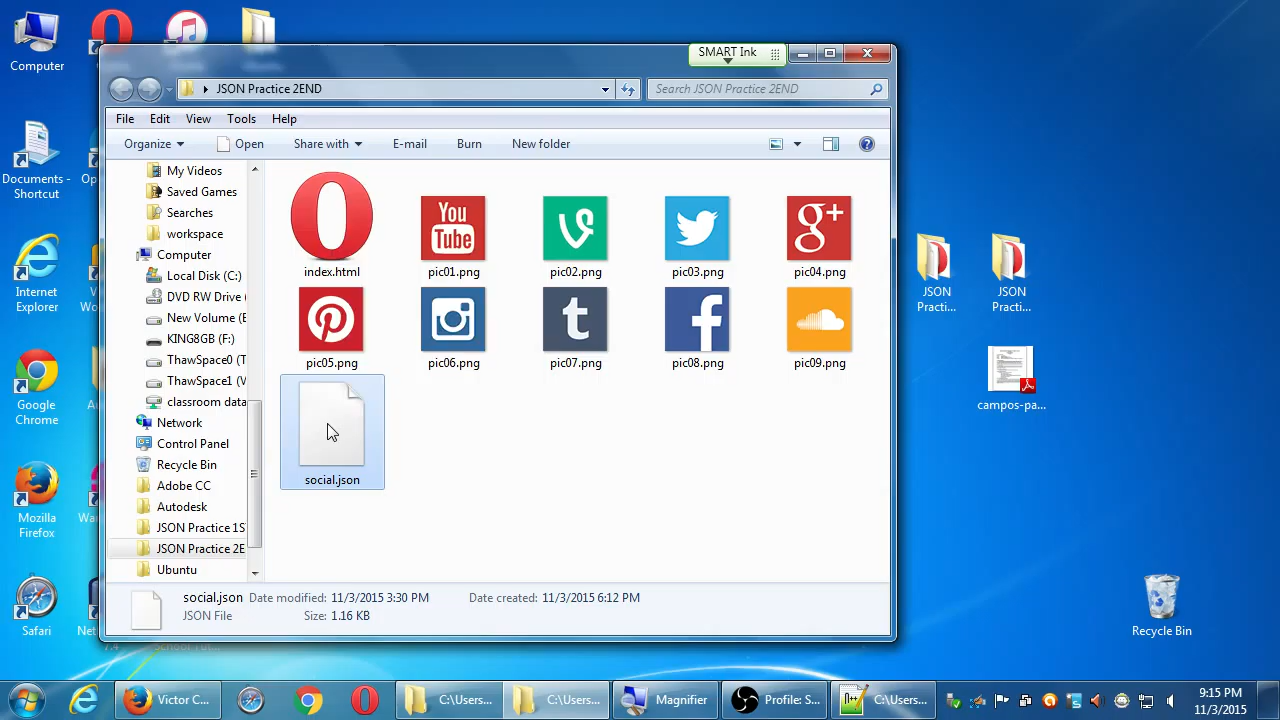 Computer
SMART Ink
JSON Practice 2END
Search JSON Practice 2END
File Edit View Tools Help
Organize Open Share with E-mail Burn New folder
My Videos
Saved Games
Searches
workspace
Computer
Local Disk (C:)
DVD RW Drive (
New Volume (E
KING8GB (F:)
ThawSpace0 (T
ThawSpace1 (V
classroom data
Network
Control Panel
Recycle Bin
Adobe CC
Autodesk
JSON Practice 1S
JSON Practice 2E
Ubuntu
You
Tube
g+
index.html pic01.png pic02.png pic03.png pic04.png
pic05.png pic06.png pic07.png pic08.png pic09.png
social.json
social.json Date modified: 11/3/2015 3:30 PM Date created: 11/3/2015 6:12 PM
JSON File Size: 1.16 KB
Documents -
Shortcut
Internet
Explorer
Google
Chrome
Mozilla
Firefox
Safari
JSON
Practi...
JSON
Practi...
campos-pa...
Recycle Bin
Victor C...
C:\Users...
C:\Users...
Magnifier
Profile: S...
C:\Users...
9:15 PM
11/3/2015